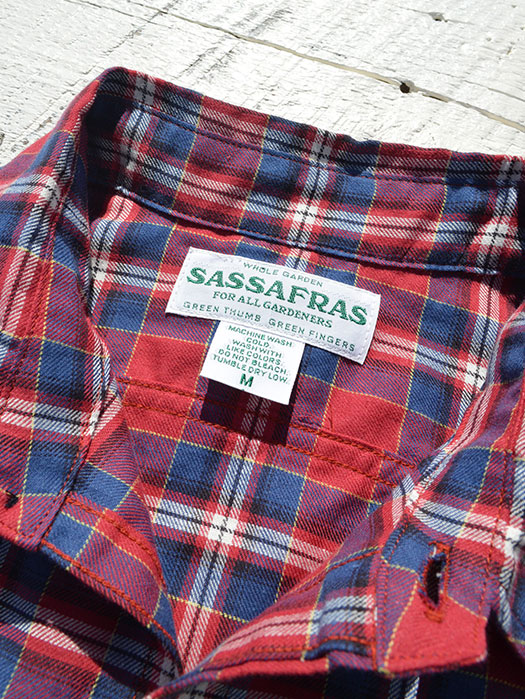 WHOLE GARDEN
SASSAFRAS
FOR ALL GARDENERS
GREEN THUMB GREEN FINGERS
MACHINE WASH
COLD.
WASH WITH
LIKE COLORS.
DO NOT BLEACH.
TUMBLE DRY LOW.
M